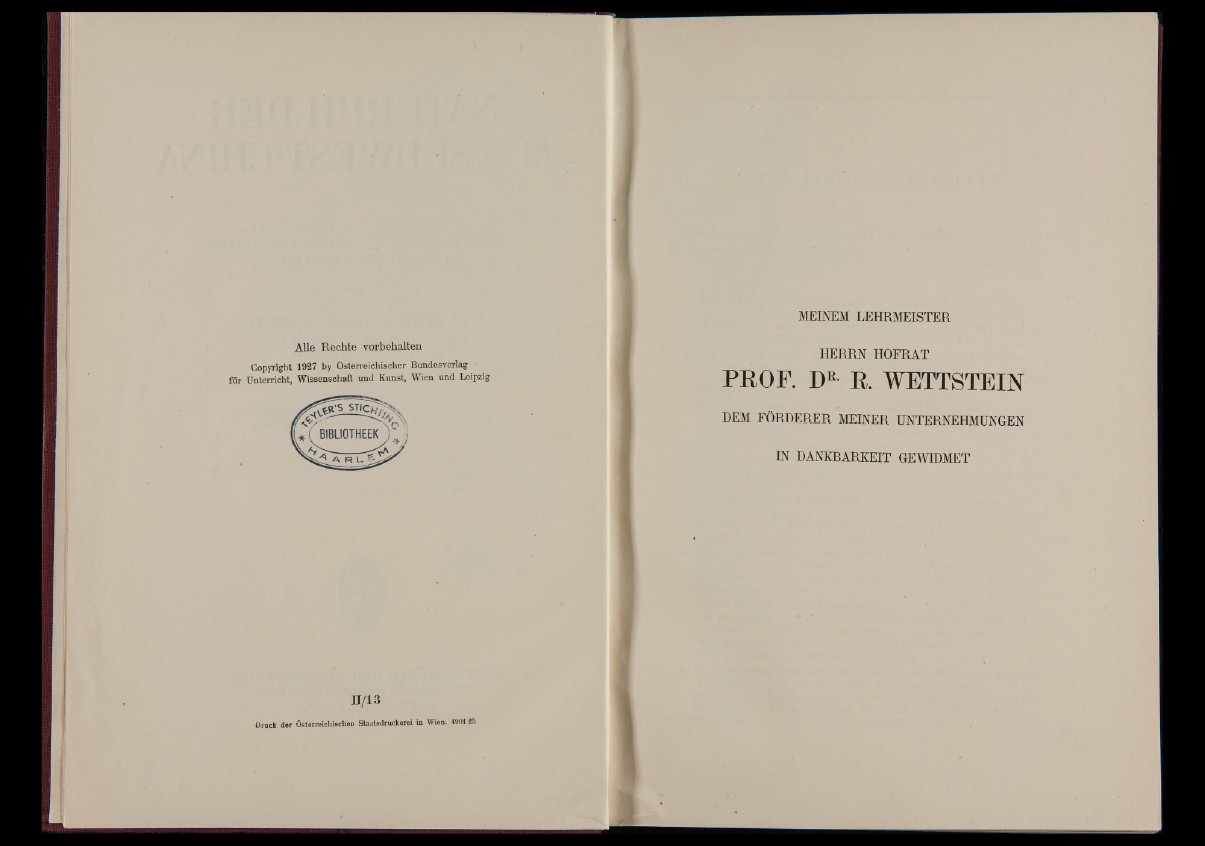 Alle Rechte vorbehalten
Copyright 1927 by Österreichischer Bundesverlag
für Unterricht, Wissenschaft und Kunst, Wien und Leipzig
TEYLER'S STICHTING
BIBLIOTHEEK
* HAARLEM *
II/13
Druck der Österreichischen Staatsdruckerei in Wien. 4901 25
MEINEM LEHRMEISTER
HERRN HOFRAT
PROF. DR. R. WETTSTEIN
DEM FÖRDERER MEINER UNTERNEHMUNGEN
IN DANKBARKEIT GEWIDMET